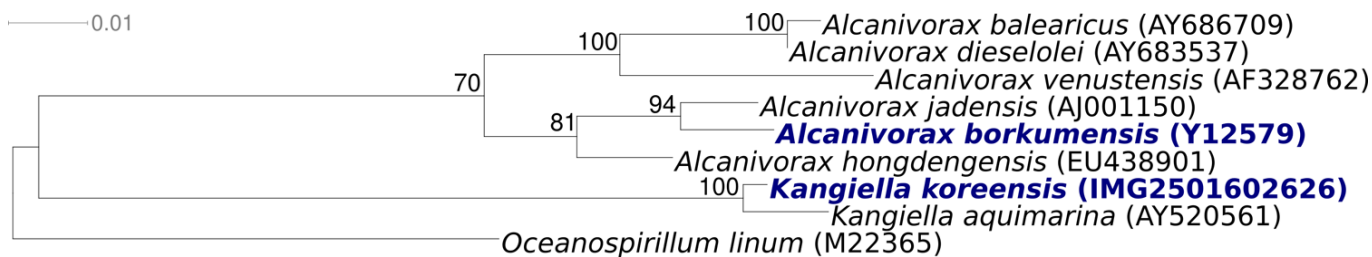 0.01
100
Alcanivorax balearicus (AY686709)
100
Alcanivorax dieselolei (AY683537)
70
Alcanivorax venustensis (AF328762)
94
Alcanivorax jadensis (AJ001150)
81
Alcanivorax borkumensis (Y12579)
Alcanivorax hongdengensis (EU438901)
100
Kangiella koreensis (IMG2501602626)
Kangiella aquimarina (AY520561)
Oceanospirillum linum (M22365)